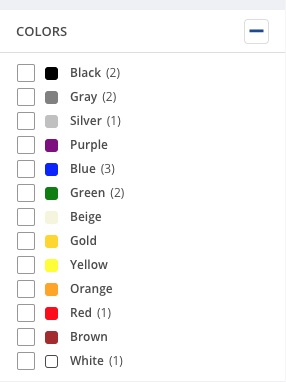 COLORS
Black (2)
Gray (2)
Silver (1)
Purple
Blue (3)
Green (2)
Beige
Gold
Yellow
Orange
Red (1)
Brown
White (1)